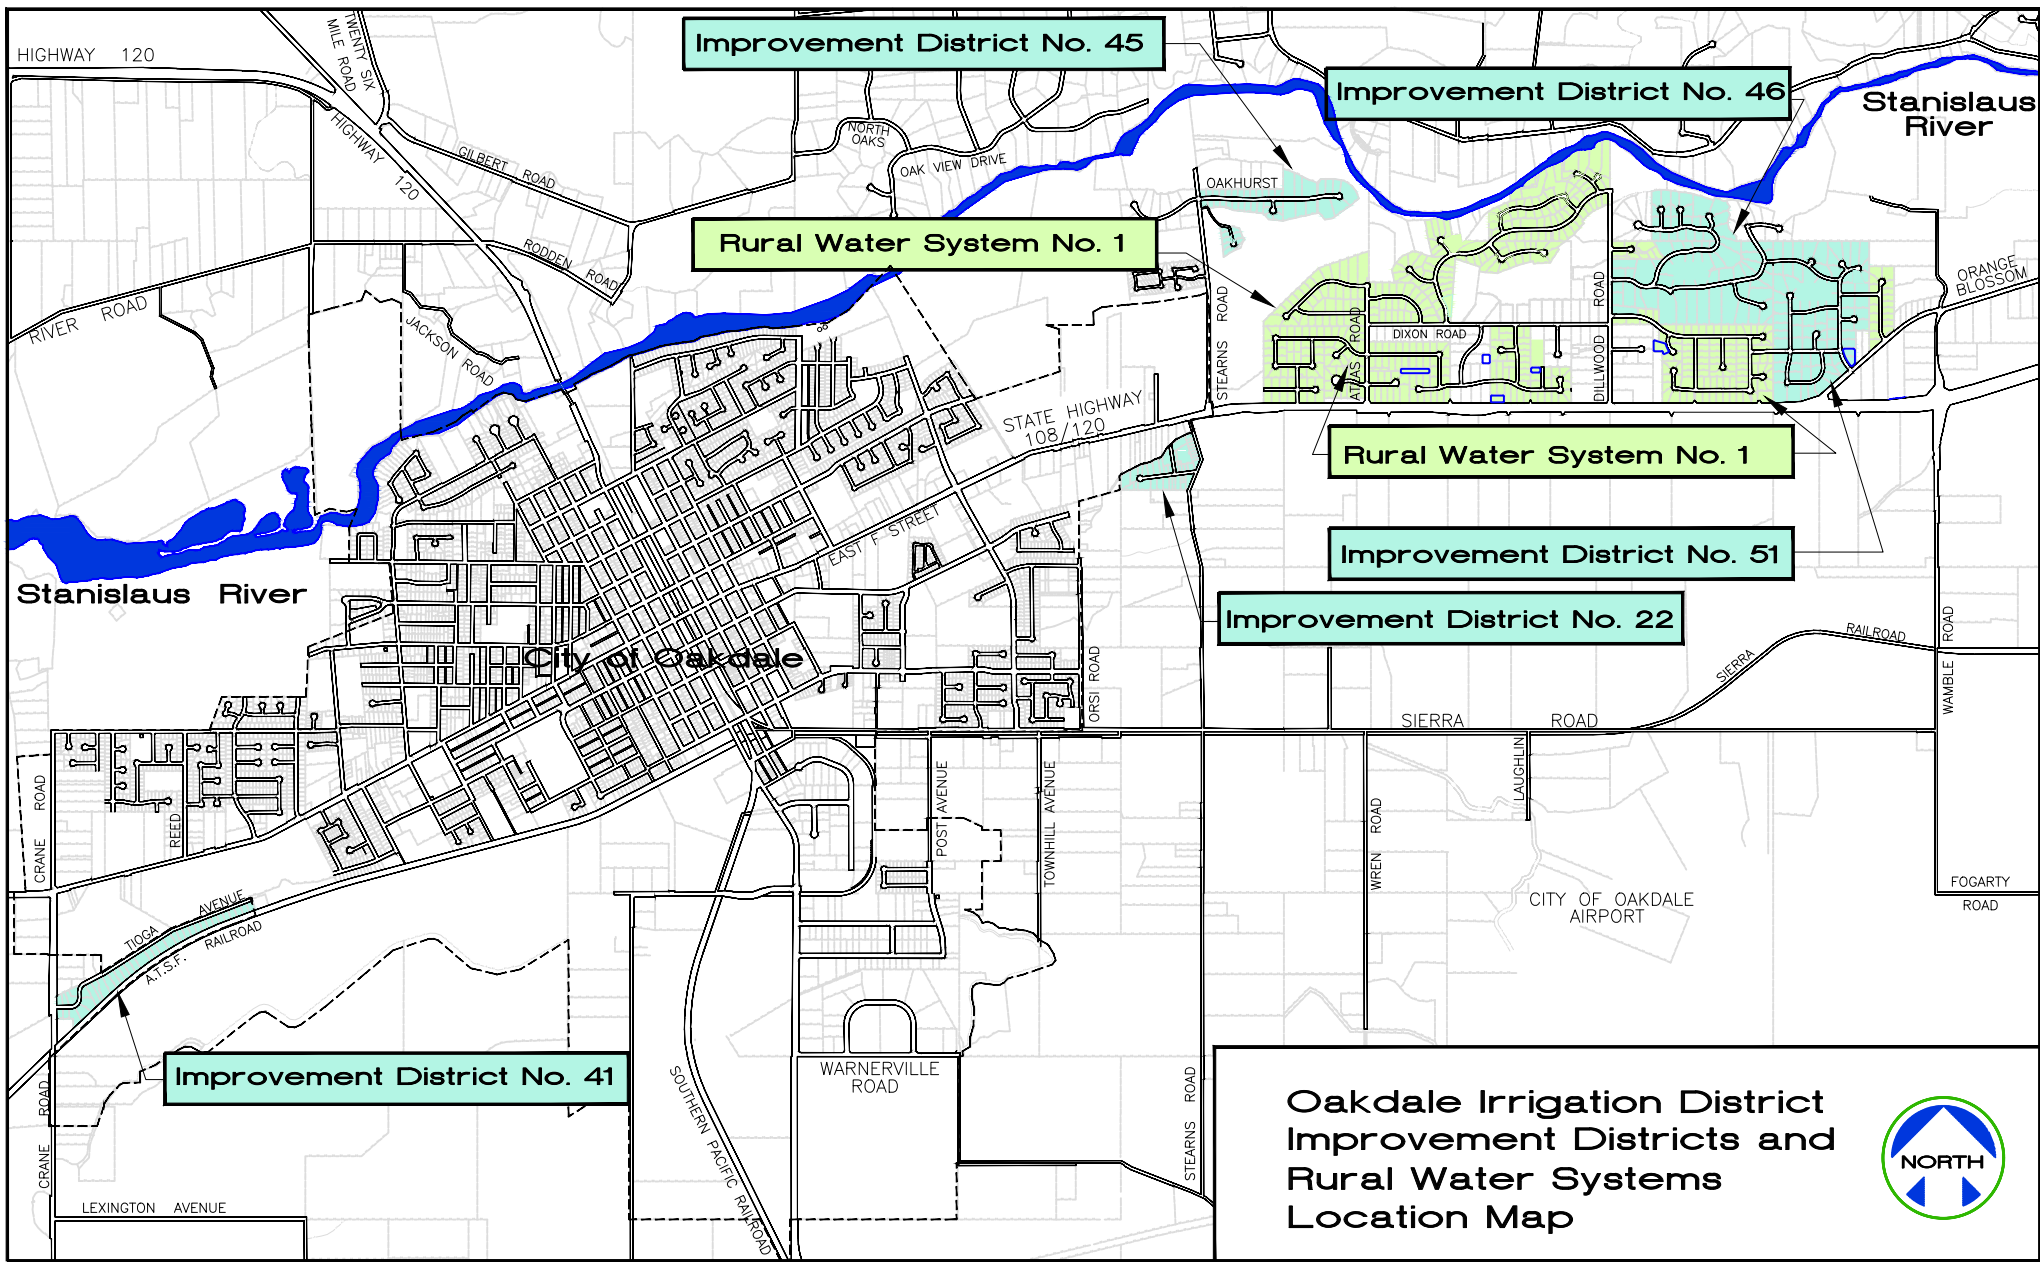 HIGHWAY 120
TWENTY SIX
MILE ROAD
Improvement District No. 45
Improvement District No. 46
Stanislaus
River
HIGHWAY 120
GILBERT ROAD
NORTH
OAKS
OAK VIEW DRIVE
OAKHURST
Rural Water System No. 1
RODDEN ROAD
RIVER ROAD
JACKSON ROAD
STEARNS ROAD
ATLAS ROAD
DIXON ROAD
DILLWOOD ROAD
ORANGE
BLOSSOM
STATE HIGHWAY
108/120
Rural Water System No. 1
EAST F STREET
Improvement District No. 51
Stanislaus River
Improvement District No. 22
City of Oakdale
ORSI ROAD
SIERRA
RAILROAD
WAMBLE ROAD
SIERRA ROAD
CRANE ROAD
REED
POST AVENUE
TOWNHILL AVENUE
WREN ROAD
LAUGHLIN
FOGARTY
ROAD
CITY OF OAKDALE
AIRPORT
TIOGA AVENUE
A.T.S.F. RAILROAD
Improvement District No. 41
WARNERVILLE
ROAD
SOUTHERN PACIFIC RAILROAD
STEARNS ROAD
CRANE ROAD
LEXINGTON AVENUE
Oakdale Irrigation District
Improvement Districts and
Rural Water Systems
Location Map
NORTH